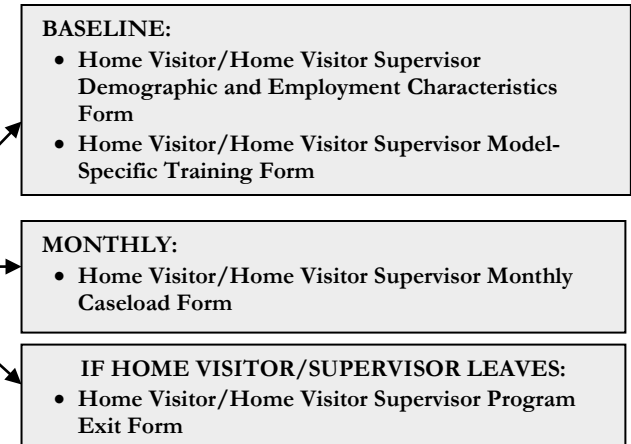 BASELINE:
• Home Visitor/Home Visitor Supervisor
Demographic and Employment Characteristics
Form
• Home Visitor/Home Visitor Supervisor Model-
Specific Training Form
MONTHLY:
• Home Visitor/Home Visitor Supervisor Monthly
Caseload Form
IF HOME VISITOR/SUPERVISOR LEAVES:
• Home Visitor/Home Visitor Supervisor Program
Exit Form